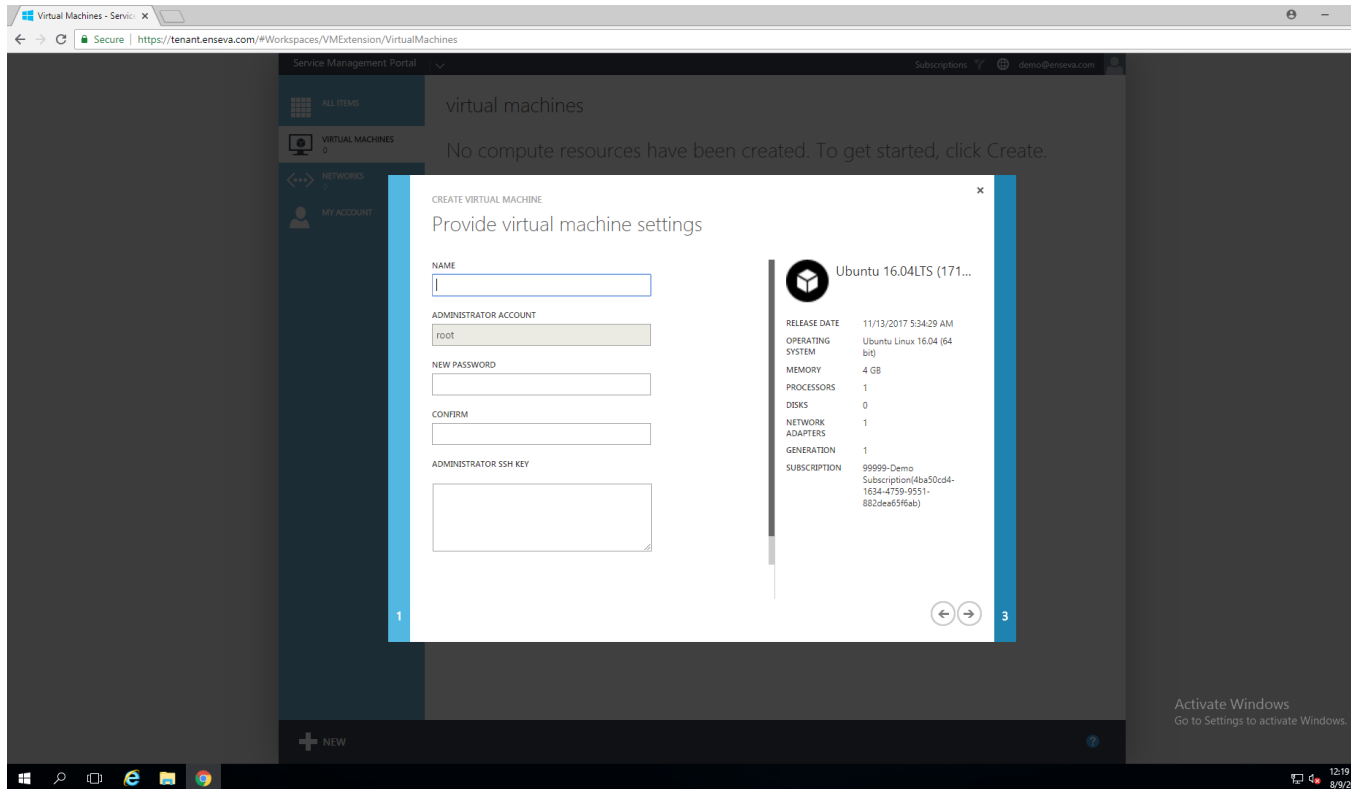 Virtual Machines - Servic
Secure | https://tenant.enseva.com/#Workspaces/VMExtension/VirtualMachines
Service Management Portal
Subscriptions
demo@enseva.com
ALL ITEMS
virtual machines
VIRTUAL MACHINES
0
No compute resources have been created. To get started, click Create.
NETWORKS
0
MY ACCOUNT
CREATE VIRTUAL MACHINE
Provide virtual machine settings
NAME
ADMINISTRATOR ACCOUNT
root
NEW PASSWORD
CONFIRM
ADMINISTRATOR SSH KEY
Ubuntu 16.04LTS (171...
RELEASE DATE 11/13/2017 5:34:29 AM
OPERATING SYSTEM
Ubuntu Linux 16.04 (64 bit)
MEMORY 4 GB
PROCESSORS 1
DISKS 0
NETWORK ADAPTERS
1
GENERATION 1
SUBSCRIPTION 99999-Demo
Subscription(4ba50cd4-
1634-4759-9551-
882dea65f6ab)
1
3
NEW
Activate Windows
Go to Settings to activate Windows.
12:19
8/9/2